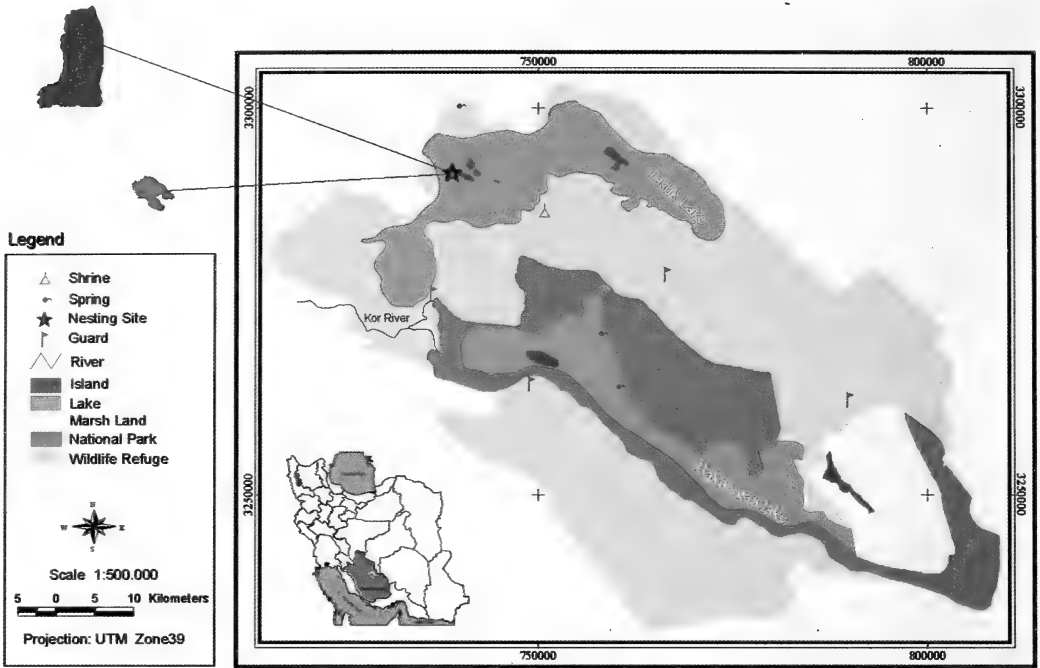 750000
800000
3300000
3300000
Legend
Shrine
Spring
Nesting Site
Guard
River
Island
Lake
Marsh Land
National Park
Wildlife Refuge
Kor River
Lake
3250000
3250000
N
W
E
S
Scale 1:500.000
5 0 5 10 Kilometers
Projection: UTM Zone39
750000
800000